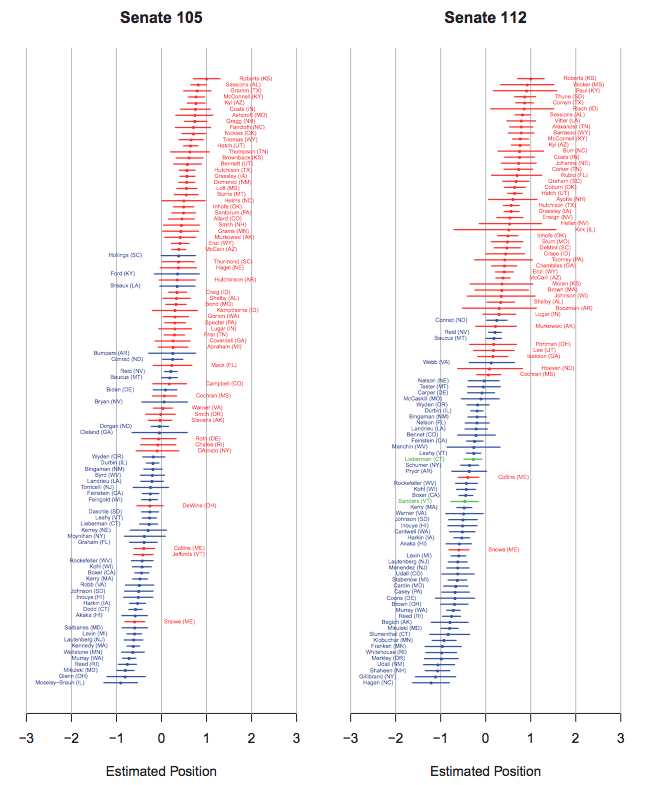 Senate 105
Roberts (KS)
Sessions (AL)
Gramm (TX)
McConnell (KY)
Kyl (AZ)
Coats (IN)
Ashcroft (MO)
Gregg (NH)
Faircloth (NC)
Nickles (OK)
Thomas (WY)
Hatch (UT)
Thompson (TN)
Brownback (KS)
Bennett (UT)
Hutchison (TX)
Grassley (IA)
Domenici (NM)
Lott (MS)
Burns (MT)
Helms (NC)
Inhofe (OK)
Santorum (PA)
Allard (CO)
Smith (NH)
Grams (MN)
Murkowski (AK)
Enzi (WY)
McCain (AZ)
Hollings (SC)
Thurmond (SC)
Hagel (NE)
Ford (KY)
Hutchinson (AR)
Breaux (LA)
Craig (ID)
Shelby (AL)
Bond (MO)
Kempthorne (ID)
Gorton (WA)
Specter (PA)
Lugar (IN)
Frist (TN)
Coverdell (GA)
Abraham (MI)
Bumpers (AR)
Conrad (ND)
Mack (FL)
Reid (NV)
Baucus (MT)
Campbell (CO)
Biden (DE)
Cochran (MS)
Bryan (NV)
Warner (VA)
Smith (OR)
Stevens (AK)
Dorgan (ND)
Cleland (GA)
Roth (DE)
Chafee (RI)
DAmato (NY)
Wyden (OR)
Durbin (IL)
Bingaman (NM)
Byrd (WV)
Landrieu (LA)
Torricelli (NJ)
Feinstein (CA)
Feingold (WI)
DeWine (OH)
Daschle (SD)
Leahy (VT)
Lieberman (CT)
Kerrey (NE)
Moynihan (NY)
Graham (FL)
Collins (ME)
Jeffords (VT)
Rockefeller (WV)
Kohl (WI)
Boxer (CA)
Kerry (MA)
Robb (VA)
Johnson (SD)
Inouye (HI)
Harkin (IA)
Dodd (CT)
Akaka (HI)
Snowe (ME)
Sarbanes (MD)
Levin (MI)
Lautenberg (NJ)
Kennedy (MA)
Wellstone (MN)
Murray (WA)
Reed (RI)
Mikulski (MD)
Glenn (OH)
Moseley-Braun (IL)
−3 −2 −1 0 1 2 3
Estimated Position
Senate 112
Roberts (KS)
Wicker (MS)
Paul (KY)
Thune (SD)
Cornyn (TX)
Risch (ID)
Sessions (AL)
Vitter (LA)
Alexander (TN)
Barrasso (WY)
McConnell (KY)
Kyl (AZ)
Burr (NC)
Coats (IN)
Johanns (NE)
Corker (TN)
Rubio (FL)
Graham (SC)
Coburn (OK)
Hatch (UT)
Ayotte (NH)
Hutchison (TX)
Grassley (IA)
Ensign (NV)
Heller (NV)
Kirk (IL)
Inhofe (OK)
Blunt (MO)
DeMint (SC)
Crapo (ID)
Toomey (PA)
Chambliss (GA)
Enzi (WY)
McCain (AZ)
Moran (KS)
Brown (MA)
Johnson (WI)
Shelby (AL)
Boozman (AR)
Lugar (IN)
Conrad (ND)
Murkowski (AK)
Reid (NV)
Baucus (MT)
Portman (OH)
Lee (UT)
Isakson (GA)
Webb (VA)
Hoeven (ND)
Cochran (MS)
Nelson (NE)
Tester (MT)
Carper (DE)
McCaskill (MO)
Wyden (OR)
Durbin (IL)
Bingaman (NM)
Nelson (FL)
Landrieu (LA)
Bennet (CO)
Feinstein (CA)
Manchin (WV)
Leahy (VT)
Lieberman (CT)
Schumer (NY)
Pryor (AR)
Collins (ME)
Rockefeller (WV)
Kohl (WI)
Boxer (CA)
Sanders (VT)
Kerry (MA)
Warner (VA)
Johnson (SD)
Inouye (HI)
Cantwell (WA)
Harkin (IA)
Akaka (HI)
Snowe (ME)
Levin (MI)
Lautenberg (NJ)
Menendez (NJ)
Udall (CO)
Stabenow (MI)
Cardin (MD)
Casey (PA)
Coons (DE)
Brown (OH)
Murray (WA)
Reed (RI)
Begich (AK)
Mikulski (MD)
Blumenthal (CT)
Klobuchar (MN)
Franken (MN)
Whitehouse (RI)
Merkley (OR)
Udall (NM)
Shaheen (NH)
Gillibrand (NY)
Hagan (NC)
−3 −2 −1 0 1 2 3
Estimated Position